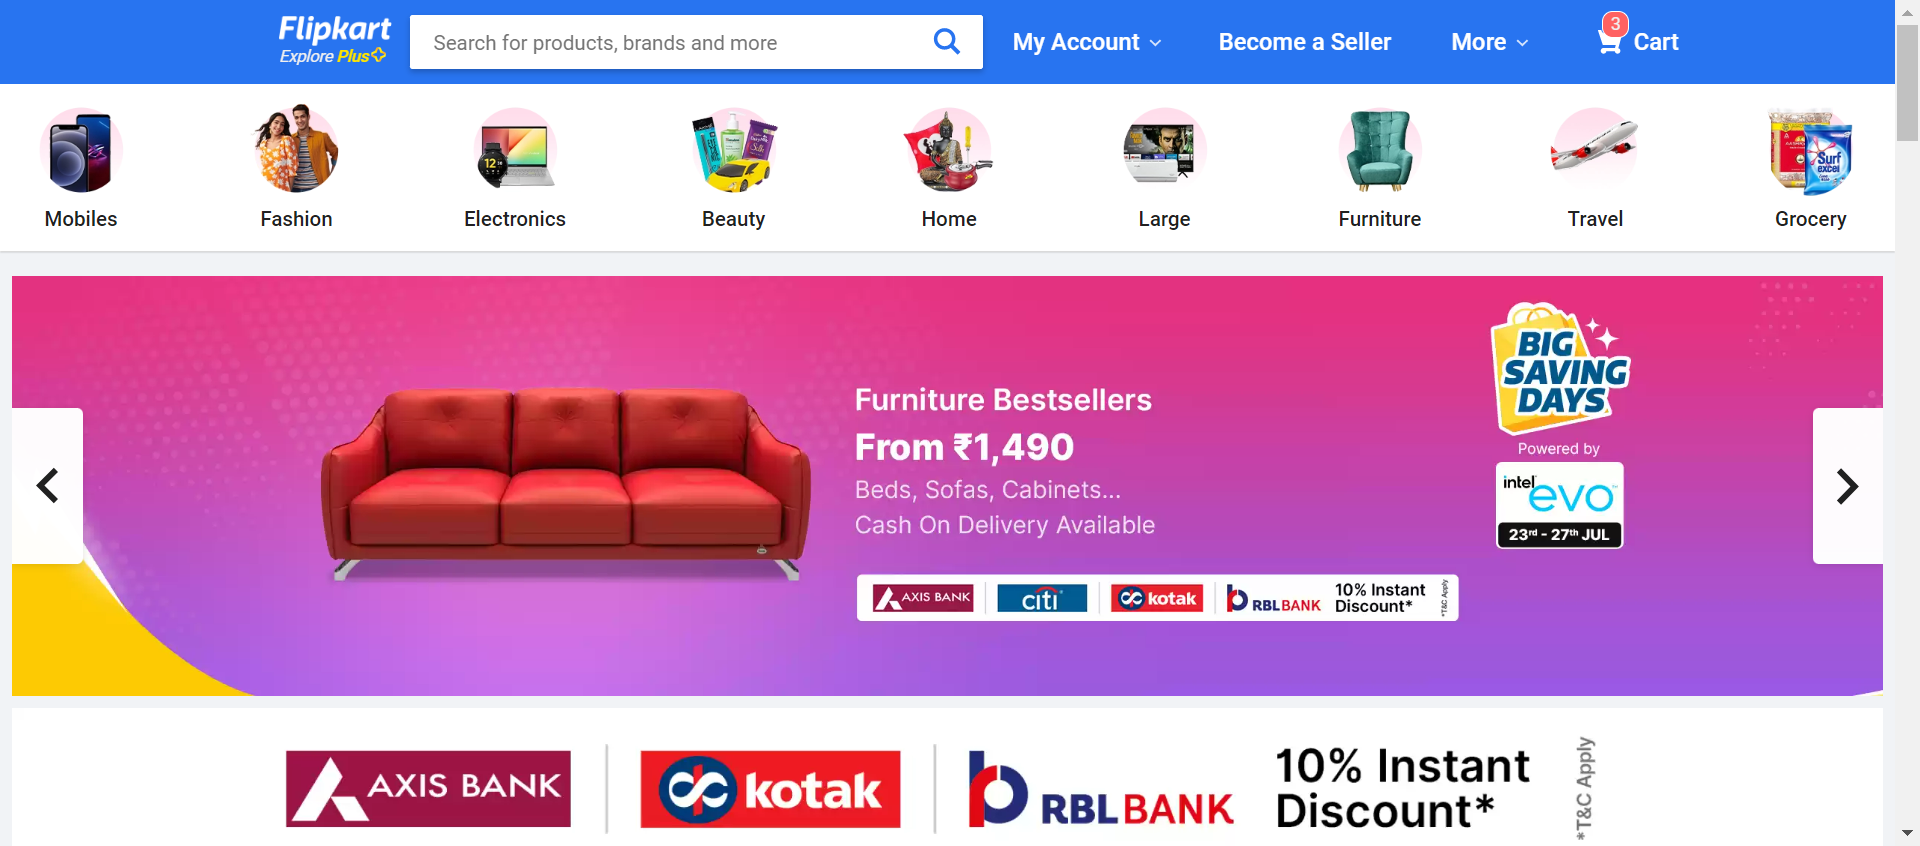 Flipkart
Explore Plus
Search for products, brands and more
My Account
Become a Seller
More
3
Cart
Mobiles
Fashion
Electronics
Beauty
Home
Large
Furniture
Travel
Grocery
12
Surf
excel
BIG
SAVING
DAYS
Powered by
intel
evo
23rd - 27th JUL
Furniture Bestsellers
From ₹1,490
Beds, Sofas, Cabinets...
Cash On Delivery Available
AXIS BANK
citi
kotak
RBL BANK
10% Instant
Discount*
*T&C Apply
AXIS BANK
kotak
RBL BANK
10% Instant
Discount*
*T&C Apply